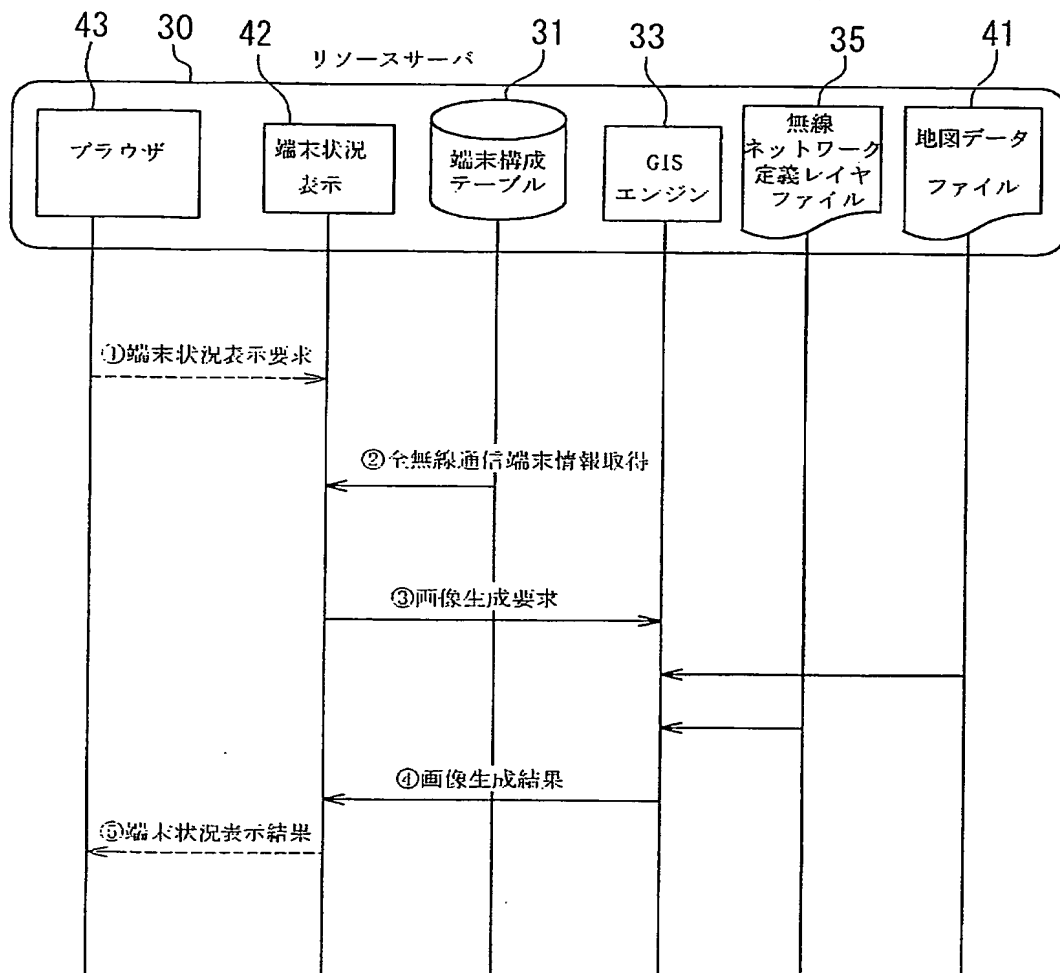 43
30
42
リソースサーバ
31
33
35
41
ブラウザ
端末状況
表示
端末構成
テーブル
GIS
エンジン
無線
ネットワーク
定義レイヤ
ファイル
地図データ
ファイル
①端末状況表示要求
②全無線通信端末情報取得
③画像生成要求
④画像生成結果
⑤端末状況表示結果